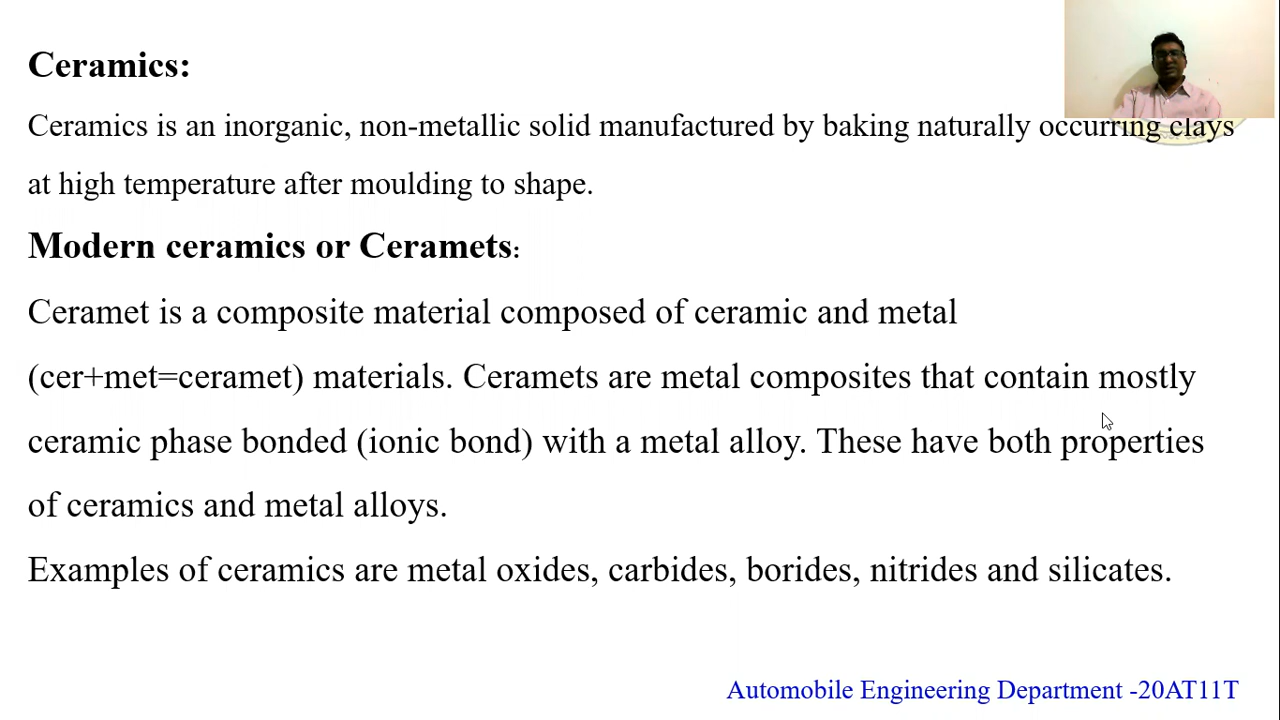 Ceramics:
Ceramics is an inorganic, non-metallic solid manufactured by baking naturally occurring clays
at high temperature after moulding to shape.
Modern ceramics or Ceramets:
Ceramet is a composite material composed of ceramic and metal
(cer+met=ceramet) materials. Ceramets are metal composites that contain mostly
ceramic phase bonded (ionic bond) with a metal alloy. These have both properties
of ceramics and metal alloys.
Examples of ceramics are metal oxides, carbides, borides, nitrides and silicates.
Automobile Engineering Department -20AT11T